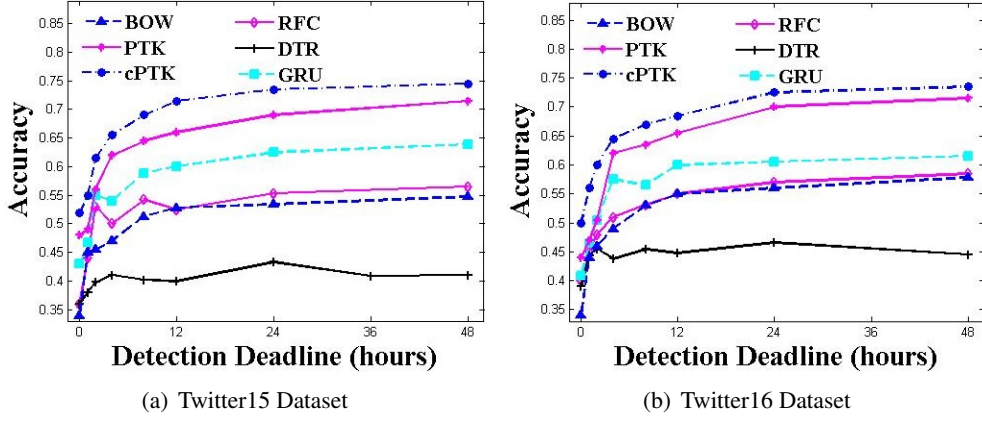 0.85
0.8
0.75
0.7
0.65
0.6
0.55
0.5
0.45
0.4
0.35
Accuracy
BOW RFC
PTK DTR
cPTK GRU
0 12 24 36 48
Detection Deadline (hours)
(a) Twitter15 Dataset
0.85
0.8
0.75
0.7
0.65
0.6
0.55
0.5
0.45
0.4
0.35
Accuracy
BOW RFC
PTK DTR
cPTK GRU
0 12 24 36 48
Detection Deadline (hours)
(b) Twitter16 Dataset